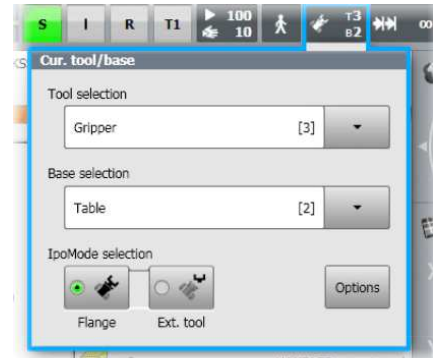 S I R T1 100 10 T3 B2 ∞
KS
Cur. tool/base
Tool selection
Gripper [3]
Base selection
Table [2]
IpoMode selection
Options
Flange Ext. tool